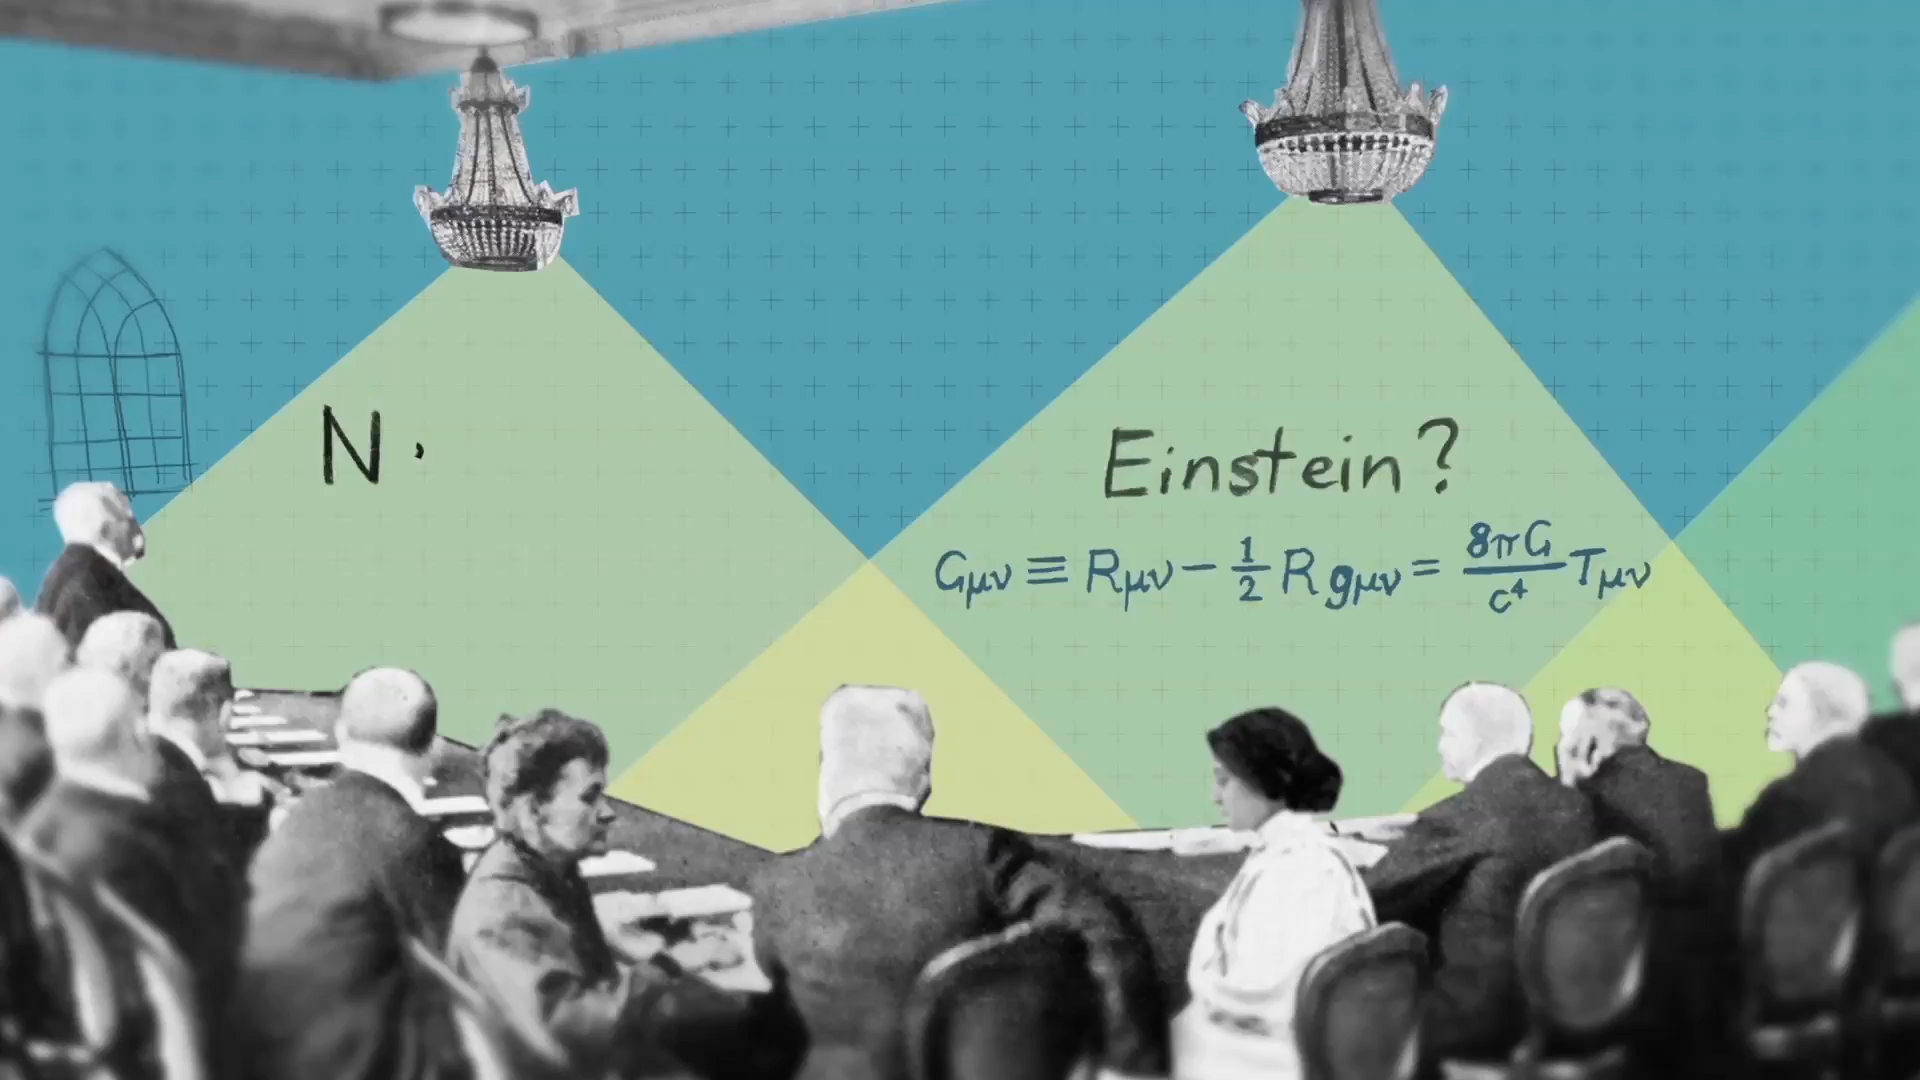 N
Einstein?
Gμν ≡ Rμν − 1/2 R gμν = 8πG/c⁴ Tμν